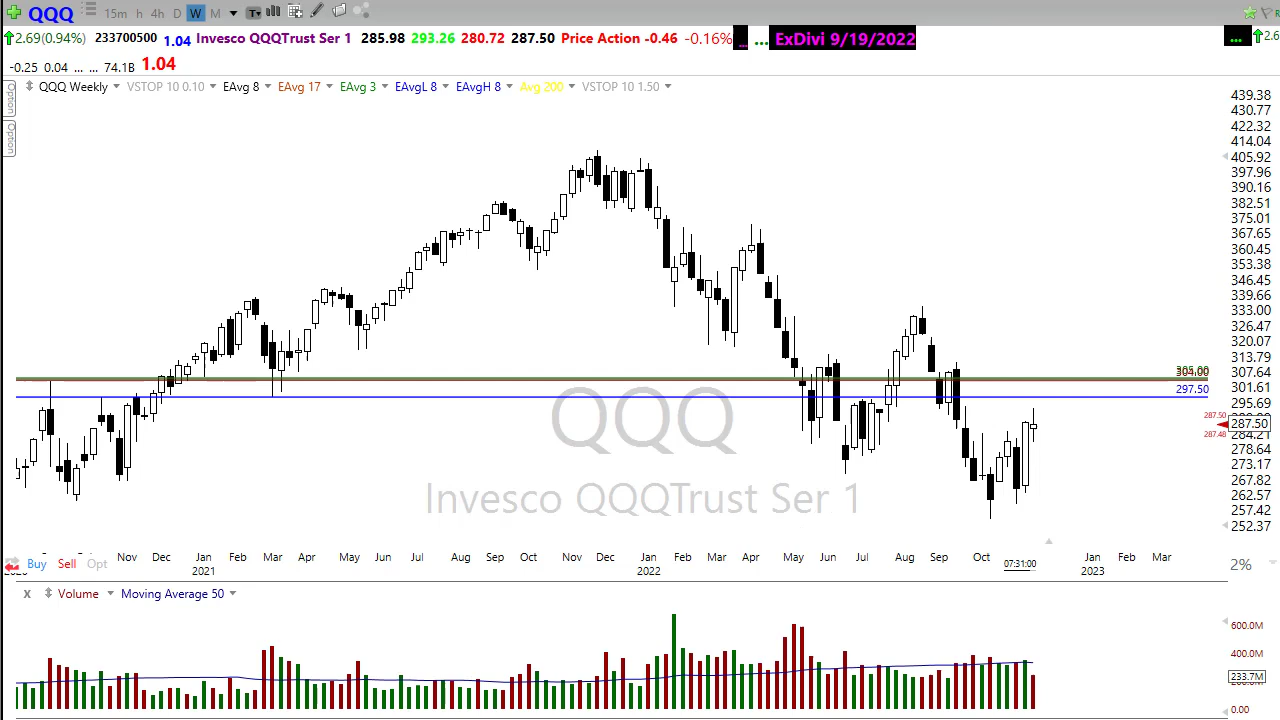 QQQ 15m h 4h D W M T
2.69(0.94%) 233700500 1.04 Invesco QQQTrust Ser 1 285.98 293.26 280.72 287.50 Price Action -0.46 -0.16% ... ... ExDivi 9/19/2022 ... 2.6
-0.25 0.04 ... ... 74.1B 1.04
Option
Option
QQQ Weekly VSTOP 10 0.10 EAvg 8 EAvg 17 EAvg 3 EAvgL 8 EAvgH 8 Avg 200 VSTOP 10 1.50
439.38
430.77
422.32
414.04
405.92
397.96
390.16
382.51
375.01
367.65
360.45
353.38
346.45
339.66
333.00
326.47
320.07
313.79
307.64
301.61
295.69
304.00
297.50
287.50
287.50
287.48
284.21
278.64
273.17
267.82
262.57
257.42
252.37
QQQ
Invesco QQQTrust Ser 1
Nov Dec Jan Feb Mar Apr May Jun Jul Aug Sep Oct Nov Dec Jan Feb Mar Apr May Jun Jul Aug Sep Oct 07:31:00 Jan Feb Mar
2021 2022 2023
Buy Sell Opt
2%
X Volume Moving Average 50
600.0M
400.0M
233.7M
0.00